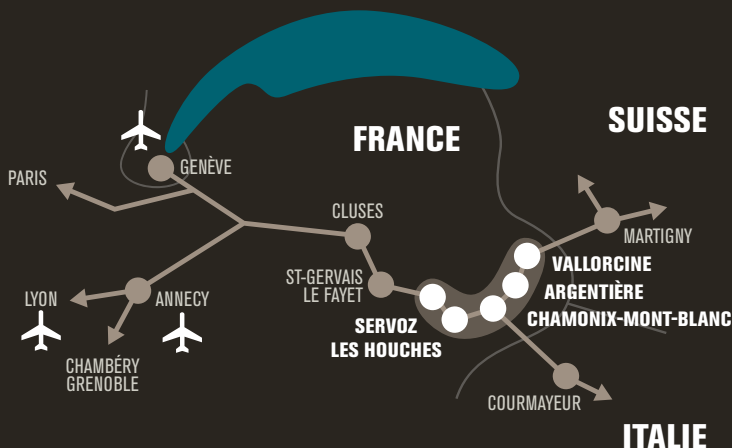 SUISSE
FRANCE
GENÈVE
PARIS
CLUSES
MARTIGNY
VALLORCINE
ST-GERVAIS
LE FAYET
ARGENTIÈRE
LYON
ANNECY
CHAMONIX-MONT-BLANC
SERVOZ
LES HOUCHES
CHAMBÉRY
GRENOBLE
COURMAYEUR
ITALIE